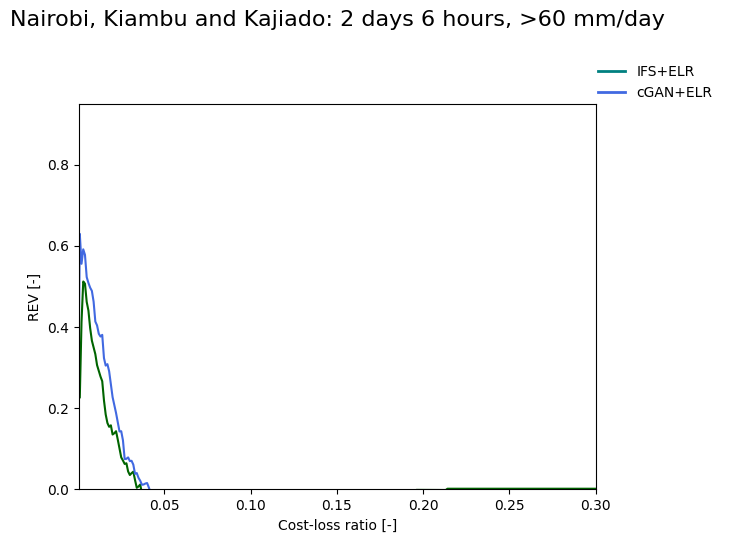 Nairobi, Kiambu and Kajiado: 2 days 6 hours, >60 mm/day
IFS+ELR
cGAN+ELR
0.8
0.6
0.4
0.2
0.0
REV [-]
0.05 0.10 0.15 0.20 0.25 0.30
Cost-loss ratio [-]